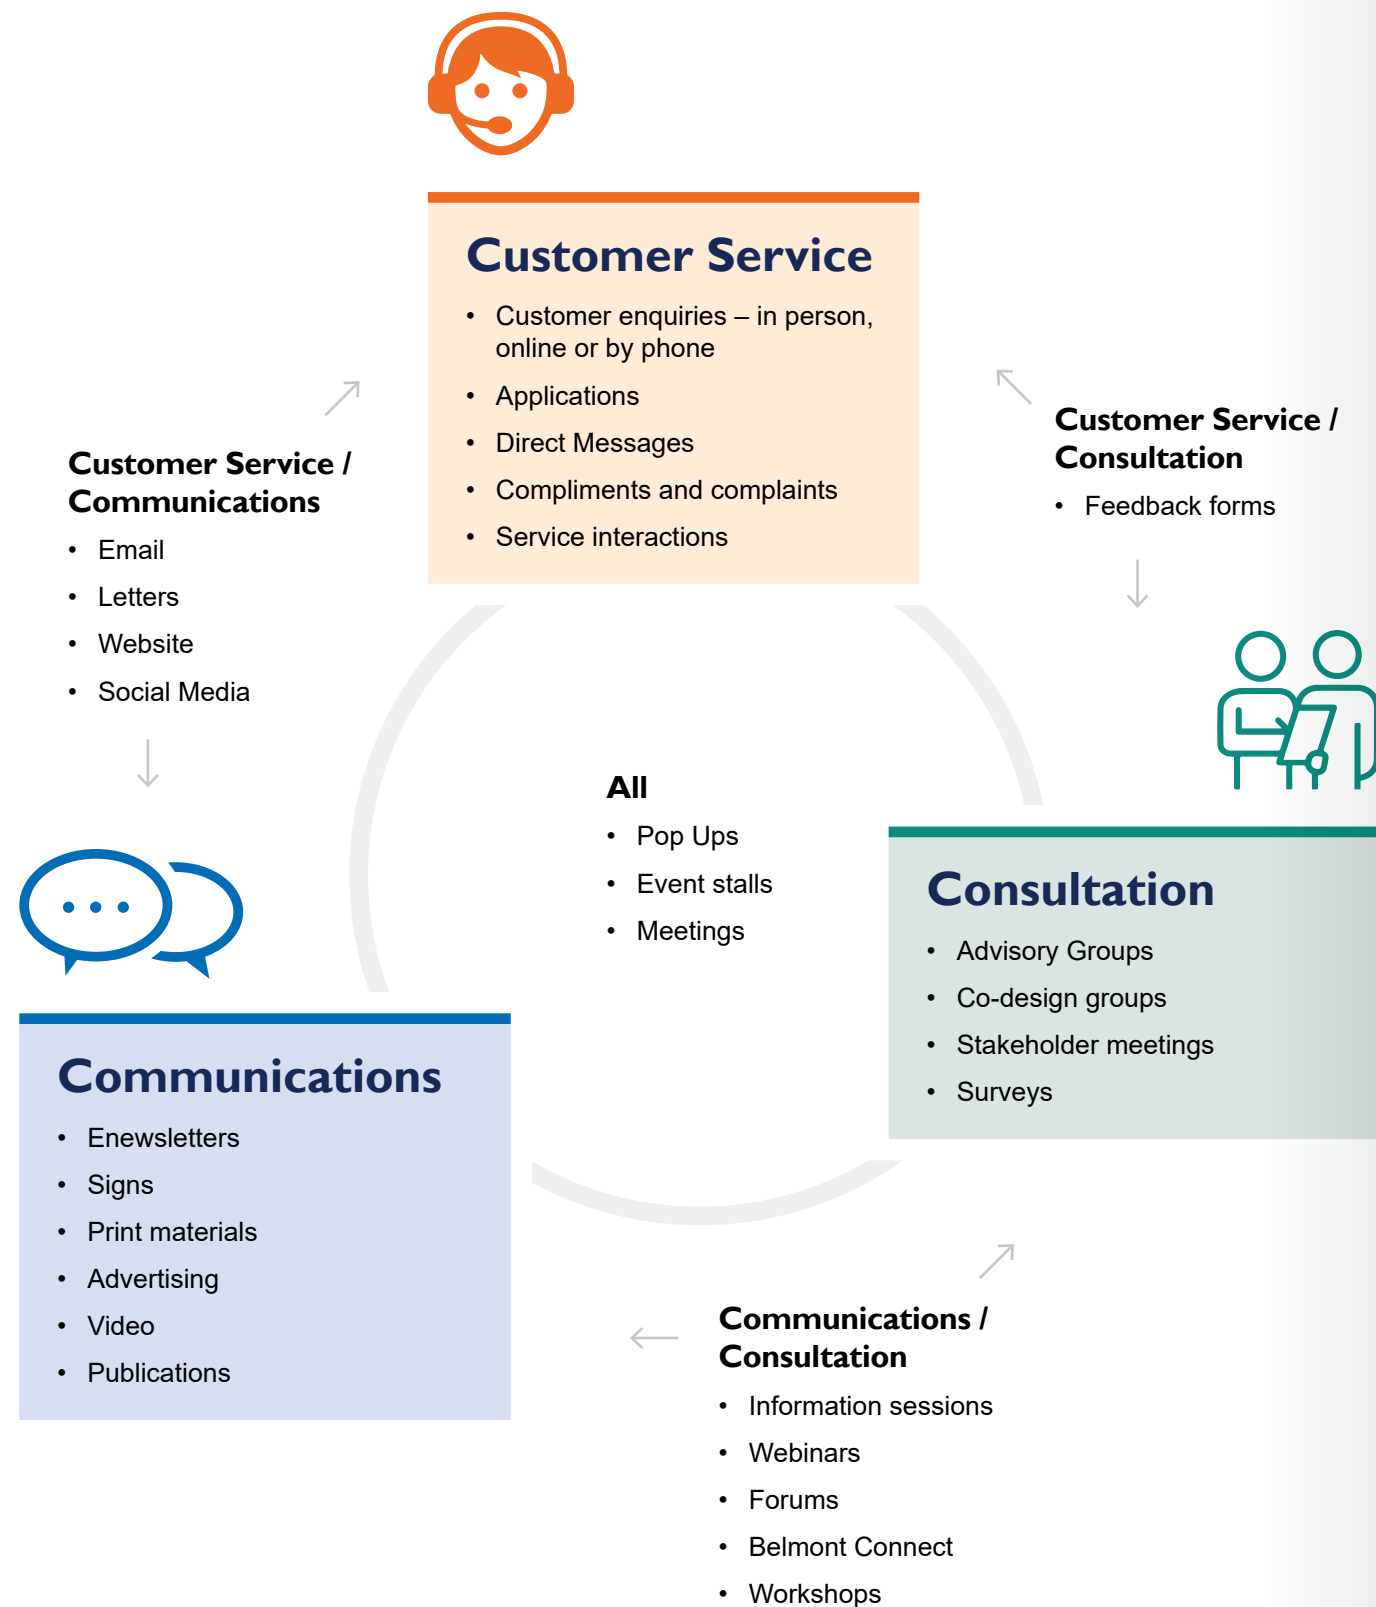 Customer Service
• Customer enquiries – in person,
online or by phone
• Applications
• Direct Messages
• Compliments and complaints
• Service interactions
Customer Service /
Communications
• Email
• Letters
• Website
• Social Media
Customer Service /
Consultation
• Feedback forms
All
• Pop Ups
• Event stalls
• Meetings
Consultation
• Advisory Groups
• Co-design groups
• Stakeholder meetings
• Surveys
Communications
• Enewsletters
• Signs
• Print materials
• Advertising
• Video
• Publications
Communications /
Consultation
• Information sessions
• Webinars
• Forums
• Belmont Connect
• Workshops